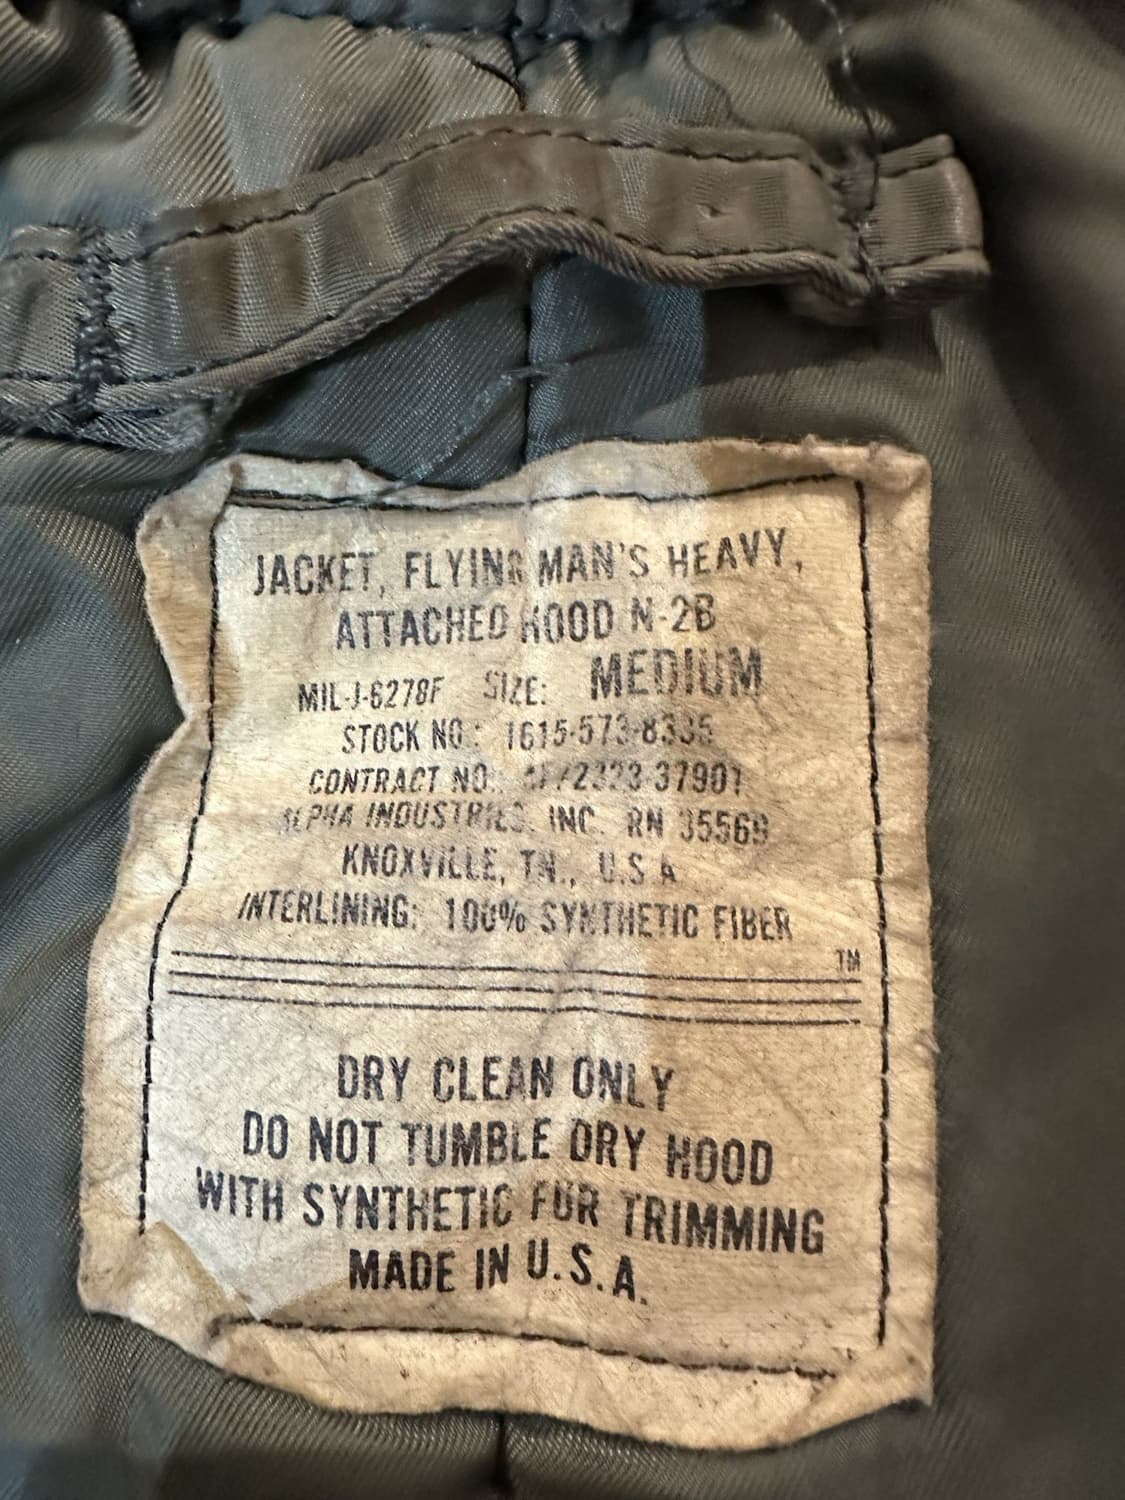 JACKET, FLYING MAN'S HEAVY,
ATTACHED HOOD N-2B
MIL-J-6278F SIZE: MEDIUM
STOCK NO.: 1615-573-8335
CONTRACT NO.:
ALPHA INDUSTRIES, INC. RN 35569
KNOXVILLE, TN., U.S.A
INTERLINING: 100% SYNTHETIC FIBER
TM
DRY CLEAN ONLY
DO NOT TUMBLE DRY HOOD
WITH SYNTHETIC FUR TRIMMING
MADE IN U.S.A.